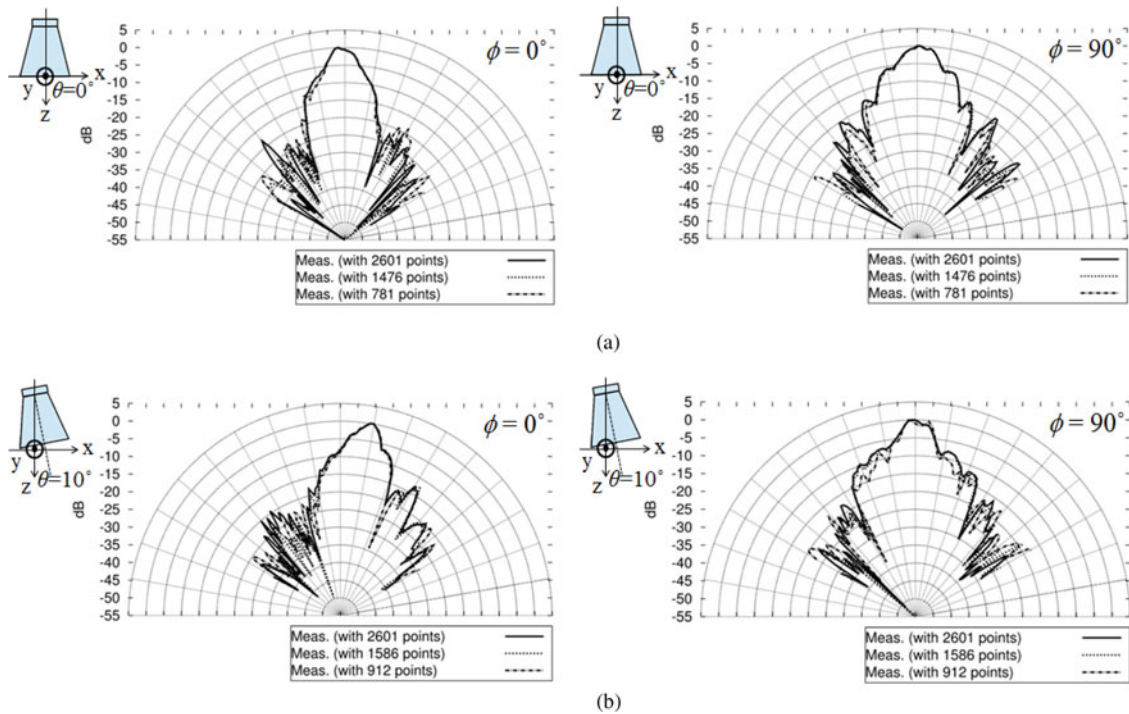 x
y
θ=0°
z
dB
5
0
-5
-10
-15
-20
-25
-30
-35
-40
-45
-50
-55
ϕ = 0°
Meas. (with 2601 points)
Meas. (with 1476 points)
Meas. (with 781 points)
x
y
θ=0°
z
dB
5
0
-5
-10
-15
-20
-25
-30
-35
-40
-45
-50
-55
ϕ = 90°
Meas. (with 2601 points)
Meas. (with 1476 points)
Meas. (with 781 points)
(a)
x
y
z
θ=10°
dB
5
0
-5
-10
-15
-20
-25
-30
-35
-40
-45
-50
-55
ϕ = 0°
Meas. (with 2601 points)
Meas. (with 1586 points)
Meas. (with 912 points)
x
y
z
θ=10°
dB
5
0
-5
-10
-15
-20
-25
-30
-35
-40
-45
-50
-55
ϕ = 90°
Meas. (with 2601 points)
Meas. (with 1586 points)
Meas. (with 912 points)
(b)